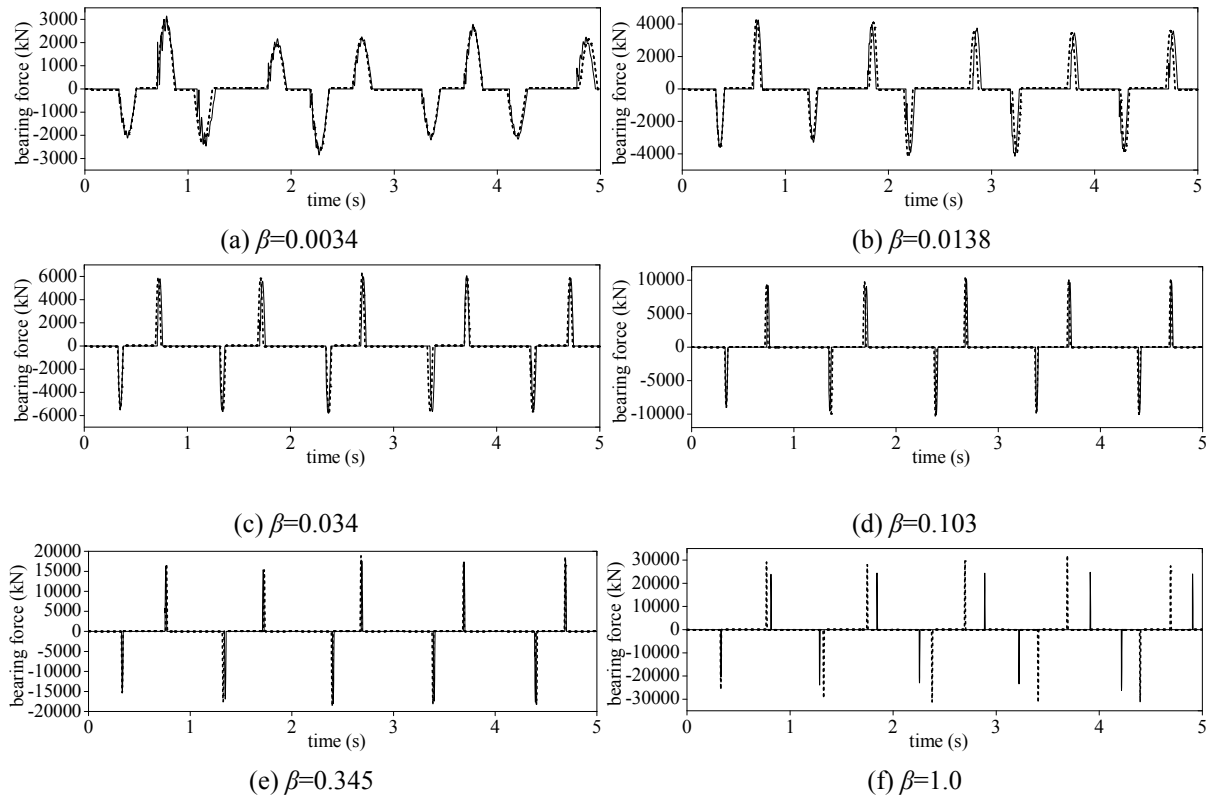 bearing force (kN)
3000
2000
1000
0
-1000
-2000
-3000
0 1 2 3 4 5
time (s)
(a) β=0.0034
bearing force (kN)
4000
2000
0
-2000
-4000
0 1 2 3 4 5
time (s)
(b) β=0.0138
bearing force (kN)
6000
4000
2000
0
-2000
-4000
-6000
0 1 2 3 4 5
time (s)
(c) β=0.034
bearing force (kN)
10000
5000
0
-5000
-10000
0 1 2 3 4 5
time (s)
(d) β=0.103
bearing force (kN)
20000
15000
10000
5000
0
-5000
-10000
-15000
-20000
0 1 2 3 4 5
time (s)
(e) β=0.345
bearing force (kN)
30000
20000
10000
0
-10000
-20000
-30000
0 1 2 3 4 5
time (s)
(f) β=1.0